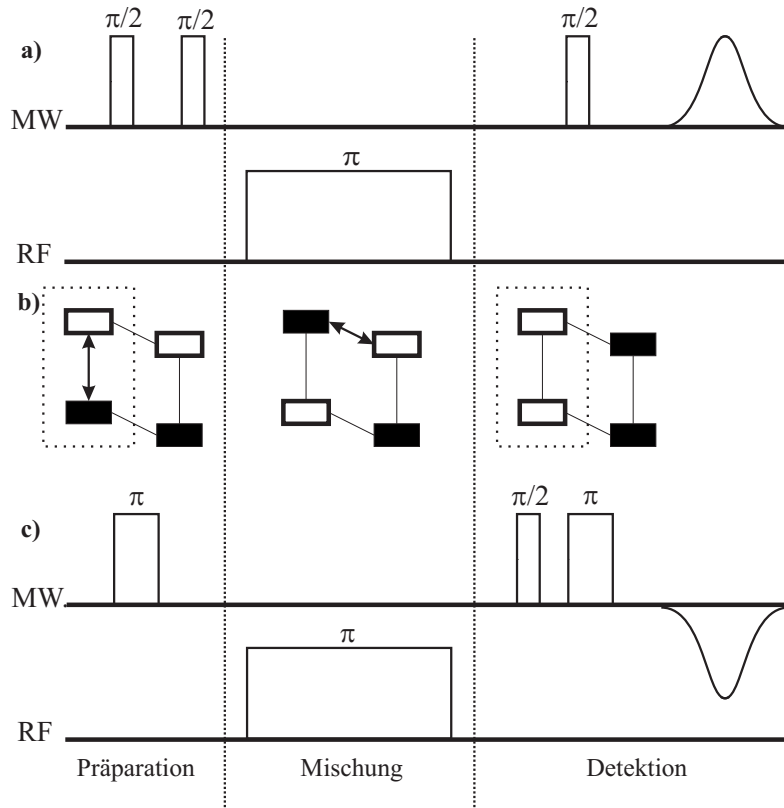 π/2 π/2 π/2
a)
MW
π
RF
b)
π π/2 π
c)
MW
π
RF
Präparation Mischung Detektion